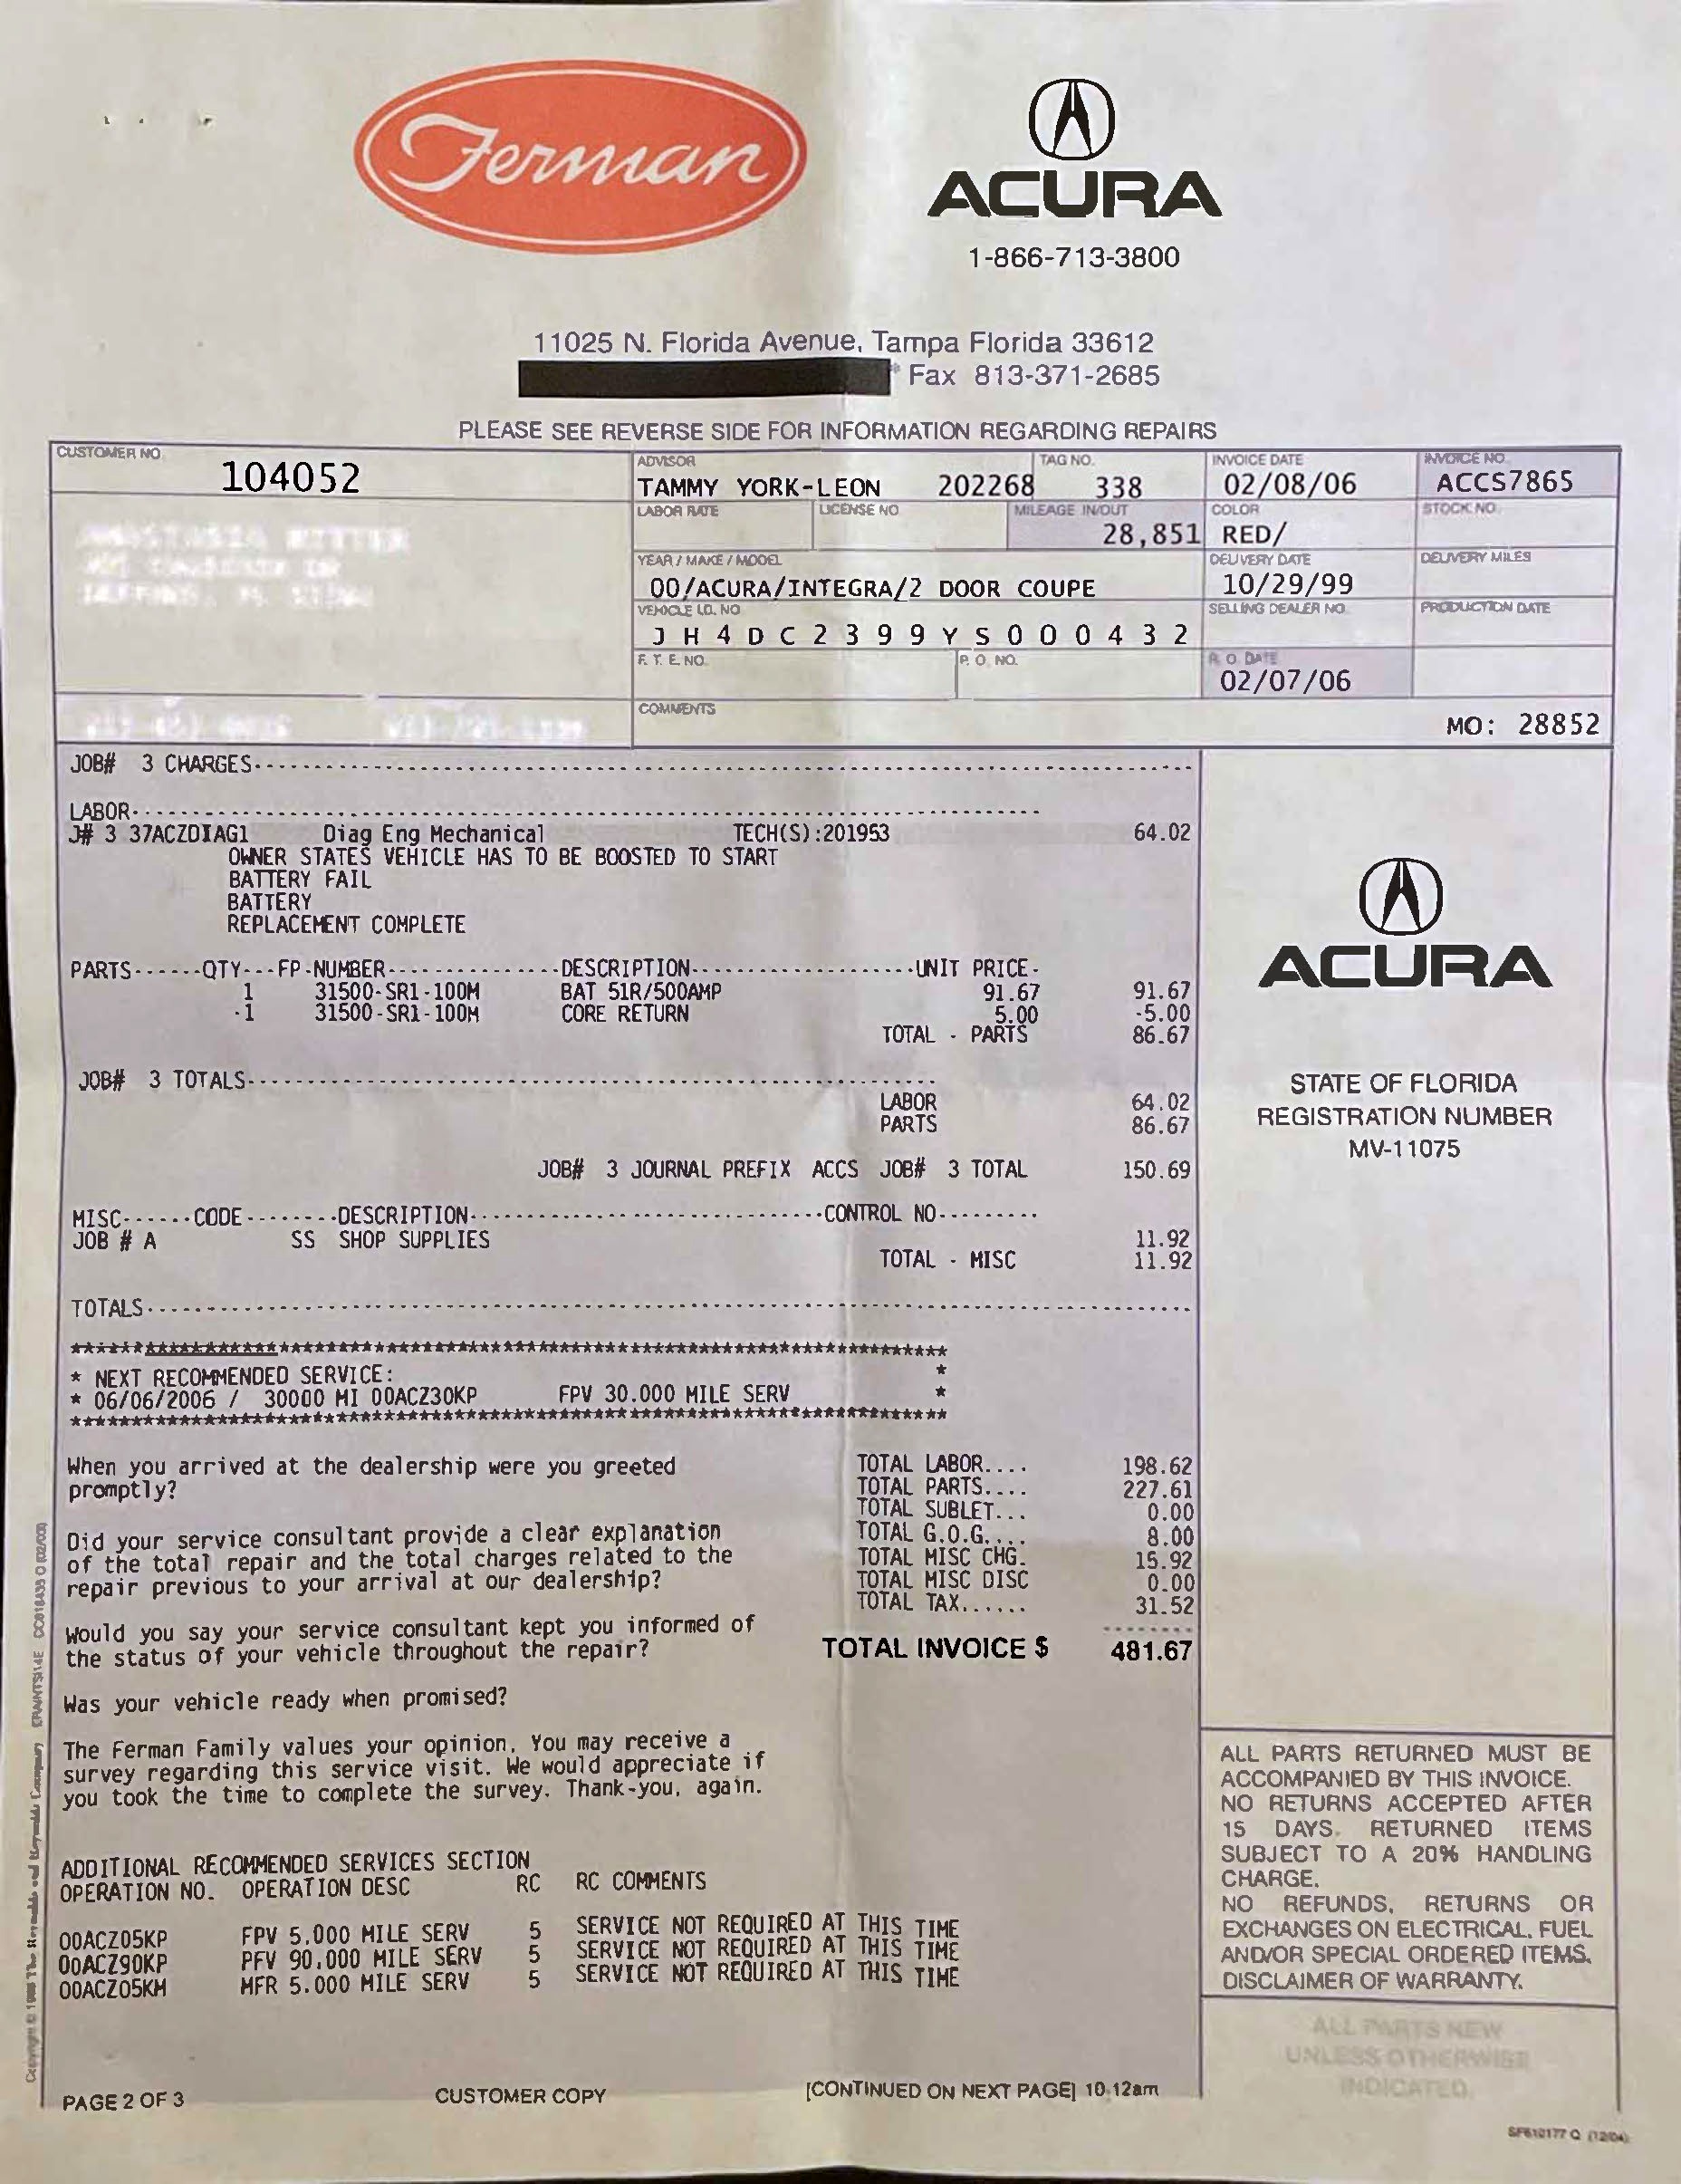 Ferman
ACURA
1-866-713-3800
11025 N. Florida Avenue, Tampa Florida 33612
* Fax 813-371-2685
PLEASE SEE REVERSE SIDE FOR INFORMATION REGARDING REPAIRS
CUSTOMER NO. 104052
ADVISOR TAG NO. INVOICE DATE INVOICE NO.
TAMMY YORK-LEON 202268 338 02/08/06 ACCS7865
LABOR RATE LICENSE NO. MILEAGE IN/OUT COLOR STOCK NO.
28,851 RED/
YEAR / MAKE / MODEL DELIVERY DATE DELIVERY MILES
00/ACURA/INTEGRA/2 DOOR COUPE 10/29/99
VEHICLE I.D. NO. SELLING DEALER NO. PRODUCTION DATE
J H 4 D C 2 3 9 9 Y S 0 0 0 4 3 2
F. T. E. NO. P. O. NO. R. O. DATE
02/07/06
COMMENTS
MO: 28852
JOB# 3 CHARGES
LABOR
J# 3 37ACZDIAG1 Diag Eng Mechanical TECH(S):201953 64.02
OWNER STATES VEHICLE HAS TO BE BOOSTED TO START
BATTERY FAIL
BATTERY
REPLACEMENT COMPLETE
PARTS------QTY---FP-NUMBER-------------DESCRIPTION--------------------UNIT PRICE-
1 31500-SR1-100M BAT 51R/500AMP 91.67 91.67
-1 31500-SR1-100M CORE RETURN 5.00 -5.00
TOTAL - PARTS 86.67
JOB# 3 TOTALS
LABOR 64.02
PARTS 86.67
JOB# 3 JOURNAL PREFIX ACCS JOB# 3 TOTAL 150.69
MISC------CODE--------DESCRIPTION------------------------------CONTROL NO---------
JOB # A SS SHOP SUPPLIES 11.92
TOTAL - MISC 11.92
TOTALS
* NEXT RECOMMENDED SERVICE: *
* 06/06/2006 / 30000 MI 00ACZ30KP FPV 30.000 MILE SERV *
When you arrived at the dealership were you greeted
promptly?
Did your service consultant provide a clear explanation
of the total repair and the total charges related to the
repair previous to your arrival at our dealership?
Would you say your service consultant kept you informed of
the status of your vehicle throughout the repair?
Was your vehicle ready when promised?
The Ferman Family values your opinion. You may receive a
survey regarding this service visit. We would appreciate if
you took the time to complete the survey. Thank-you, again.
TOTAL LABOR.... 198.62
TOTAL PARTS.... 227.61
TOTAL SUBLET... 0.00
TOTAL G.O.G.... 8.00
TOTAL MISC CHG. 15.92
TOTAL MISC DISC 0.00
TOTAL TAX...... 31.52
TOTAL INVOICE $ 481.67
ADDITIONAL RECOMMENDED SERVICES SECTION
OPERATION NO. OPERATION DESC RC RC COMMENTS
00ACZ05KP FPV 5.000 MILE SERV 5 SERVICE NOT REQUIRED AT THIS TIME
00ACZ90KP PFV 90.000 MILE SERV 5 SERVICE NOT REQUIRED AT THIS TIME
00ACZ05KM MFR 5.000 MILE SERV 5 SERVICE NOT REQUIRED AT THIS TIME
PAGE 2 OF 3 CUSTOMER COPY [CONTINUED ON NEXT PAGE] 10:12am
ACURA
STATE OF FLORIDA
REGISTRATION NUMBER
MV-11075
ALL PARTS RETURNED MUST BE
ACCOMPANIED BY THIS INVOICE.
NO RETURNS ACCEPTED AFTER
15 DAYS. RETURNED ITEMS
SUBJECT TO A 20% HANDLING
CHARGE.
NO REFUNDS, RETURNS OR
EXCHANGES ON ELECTRICAL, FUEL
AND/OR SPECIAL ORDERED ITEMS.
DISCLAIMER OF WARRANTY.
ALL PARTS NEW
UNLESS OTHERWISE
INDICATED.
SF610177 Q (12/04)